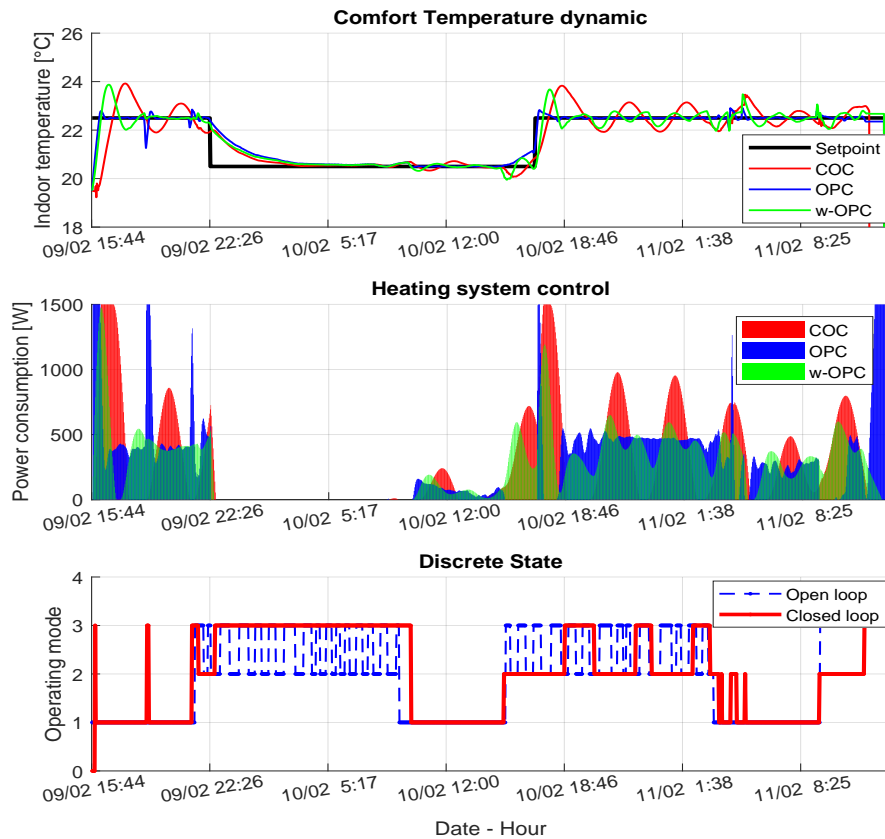 Comfort Temperature dynamic
Indoor temperature [°C]
26
24
22
20
18
Setpoint
COC
OPC
w-OPC
09/02 15:44
09/02 22:26
10/02 5:17
10/02 12:00
10/02 18:46
11/02 1:38
11/02 8:25
Heating system control
Power consumption [W]
1500
1000
500
0
COC
OPC
w-OPC
09/02 15:44
09/02 22:26
10/02 5:17
10/02 12:00
10/02 18:46
11/02 1:38
11/02 8:25
Discrete State
Operating mode
4
3
2
1
0
Open loop
Closed loop
09/02 15:44
09/02 22:26
10/02 5:17
10/02 12:00
10/02 18:46
11/02 1:38
11/02 8:25
Date - Hour